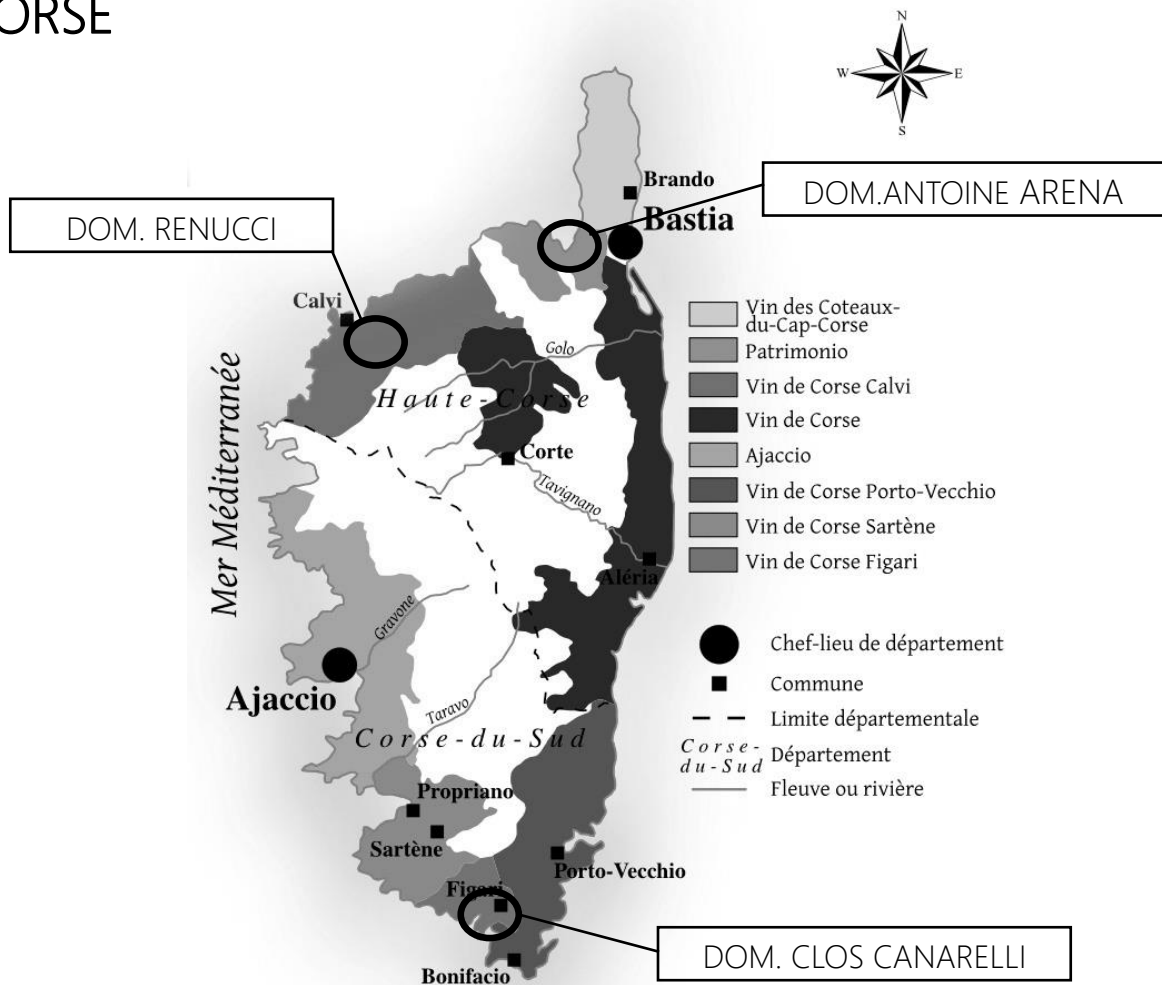 ORSE
N
W
E
S
DOM.ANTOINE ARENA
DOM. RENUCCI
Brando
Bastia
Calvi
Mer Méditerranée
Golo
Haute-Corse
Corte
Tavignano
Aléria
Gravone
Ajaccio
Taravo
Corse-du-Sud
Propriano
Sartène
Porto-Vecchio
Figari
Bonifacio
DOM. CLOS CANARELLI
Vin des Coteaux-
du-Cap-Corse
Patrimonio
Vin de Corse Calvi
Vin de Corse
Ajaccio
Vin de Corse Porto-Vecchio
Vin de Corse Sartène
Vin de Corse Figari
Chef-lieu de département
Commune
Limite départementale
Corse-
du-Sud
Département
Fleuve ou rivière